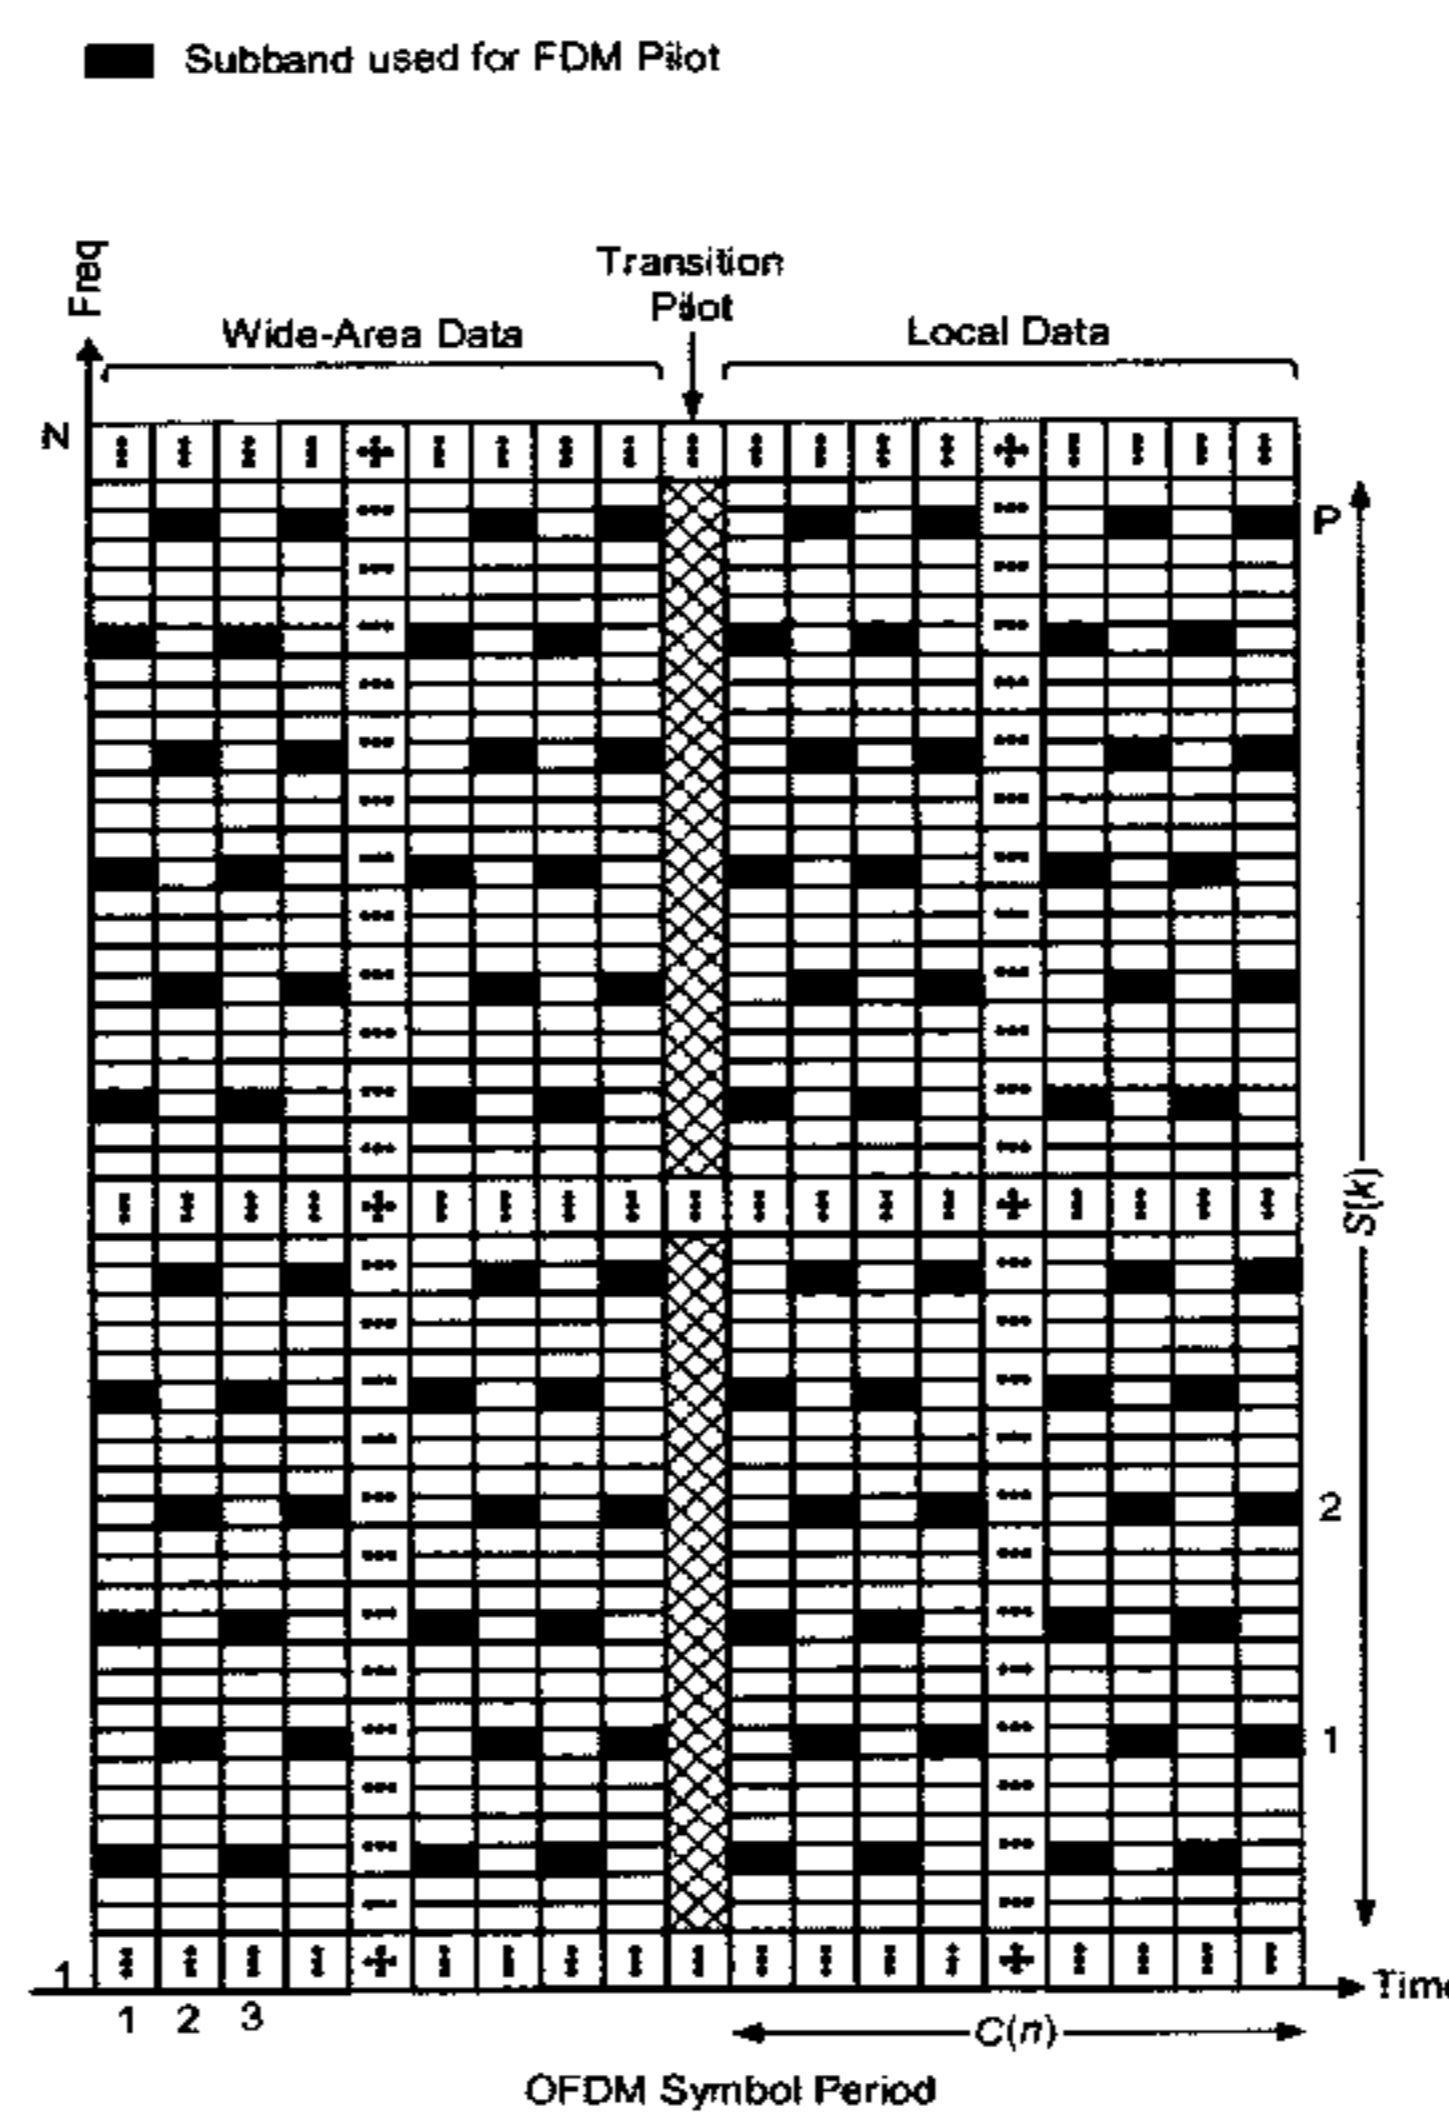 Subband used for FDM Pilot
Freq
Transition
Pilot
Wide-Area Data
Local Data
N
P
S(k)
2
1
1
Time
1 2 3
C(n)
OFDM Symbol Period